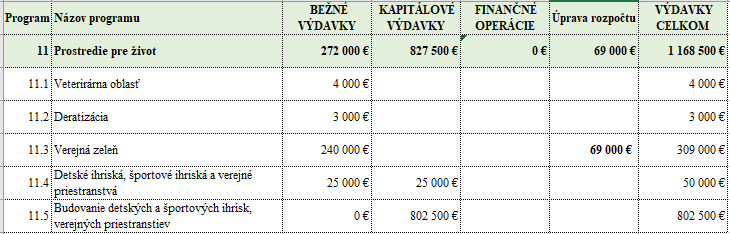 Program Názov programu BEŽNÉ VÝDAVKY KAPITÁLOVÉ VÝDAVKY FINANČNÉ OPERÁCIE Úprava rozpočtu VÝDAVKY CELKOM
11 Prostredie pre život 272 000 € 827 500 € 0 € 69 000 € 1 168 500 €
11.1 Veterirárna oblasť 4 000 € 4 000 €
11.2 Deratizácia 3 000 € 3 000 €
11.3 Verejná zeleň 240 000 € 69 000 € 309 000 €
11.4 Detské ihriská, športové ihriská a verejné priestranstvá 25 000 € 25 000 € 50 000 €
11.5 Budovanie detských a športových ihrísk, verejných priestranstiev 0 € 802 500 € 802 500 €